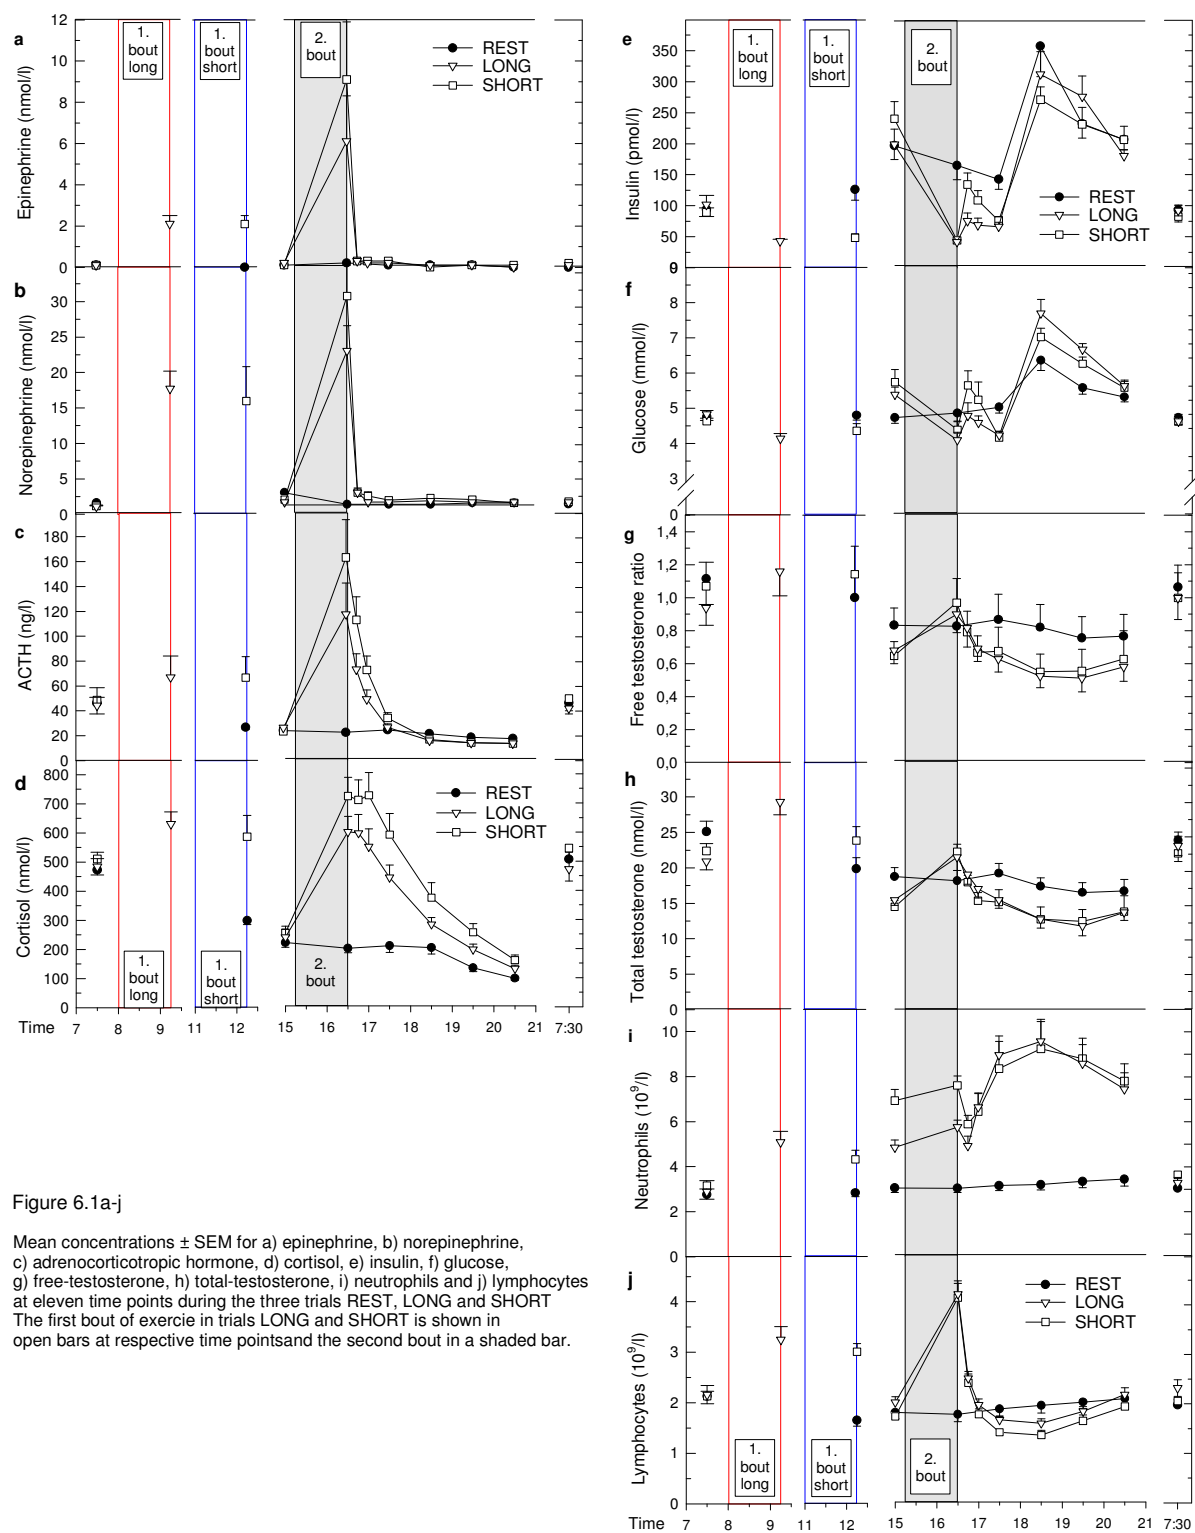 a
Epinephrine (nmol/l)
12
10
8
6
4
2
0
1.
bout
long
1.
bout
short
2.
bout
REST
LONG
SHORT
b
Norepinephrine (nmol/l)
30
25
20
15
10
5
0
c
ACTH (ng/l)
180
160
140
120
100
80
60
40
20
0
d
Cortisol (nmol/l)
800
700
600
500
400
300
200
100
0
REST
LONG
SHORT
1.
bout
long
1.
bout
short
2.
bout
Time
7 8 9 11 12 15 16 17 18 19 20 21 7:30
e
Insulin (pmol/l)
350
300
250
200
150
100
50
0
1.
bout
long
1.
bout
short
2.
bout
REST
LONG
SHORT
f
Glucose (mmol/l)
9
8
7
6
5
4
3
g
Free testosterone ratio
1,4
1,2
1,0
0,8
0,6
0,4
0,2
0,0
h
Total testosterone (nmol/l)
30
25
20
15
10
5
0
i
Neutrophils (10⁹/l)
10
8
6
4
2
0
j
Lymphocytes (10⁹/l)
4
3
2
1
0
REST
LONG
SHORT
1.
bout
long
1.
bout
short
2.
bout
Time
7 8 9 11 12 15 16 17 18 19 20 21 7:30
Figure 6.1a-j
Mean concentrations ± SEM for a) epinephrine, b) norepinephrine,
c) adrenocorticotropic hormone, d) cortisol, e) insulin, f) glucose,
g) free-testosterone, h) total-testosterone, i) neutrophils and j) lymphocytes
at eleven time points during the three trials REST, LONG and SHORT
The first bout of exercie in trials LONG and SHORT is shown in
open bars at respective time pointsand the second bout in a shaded bar.